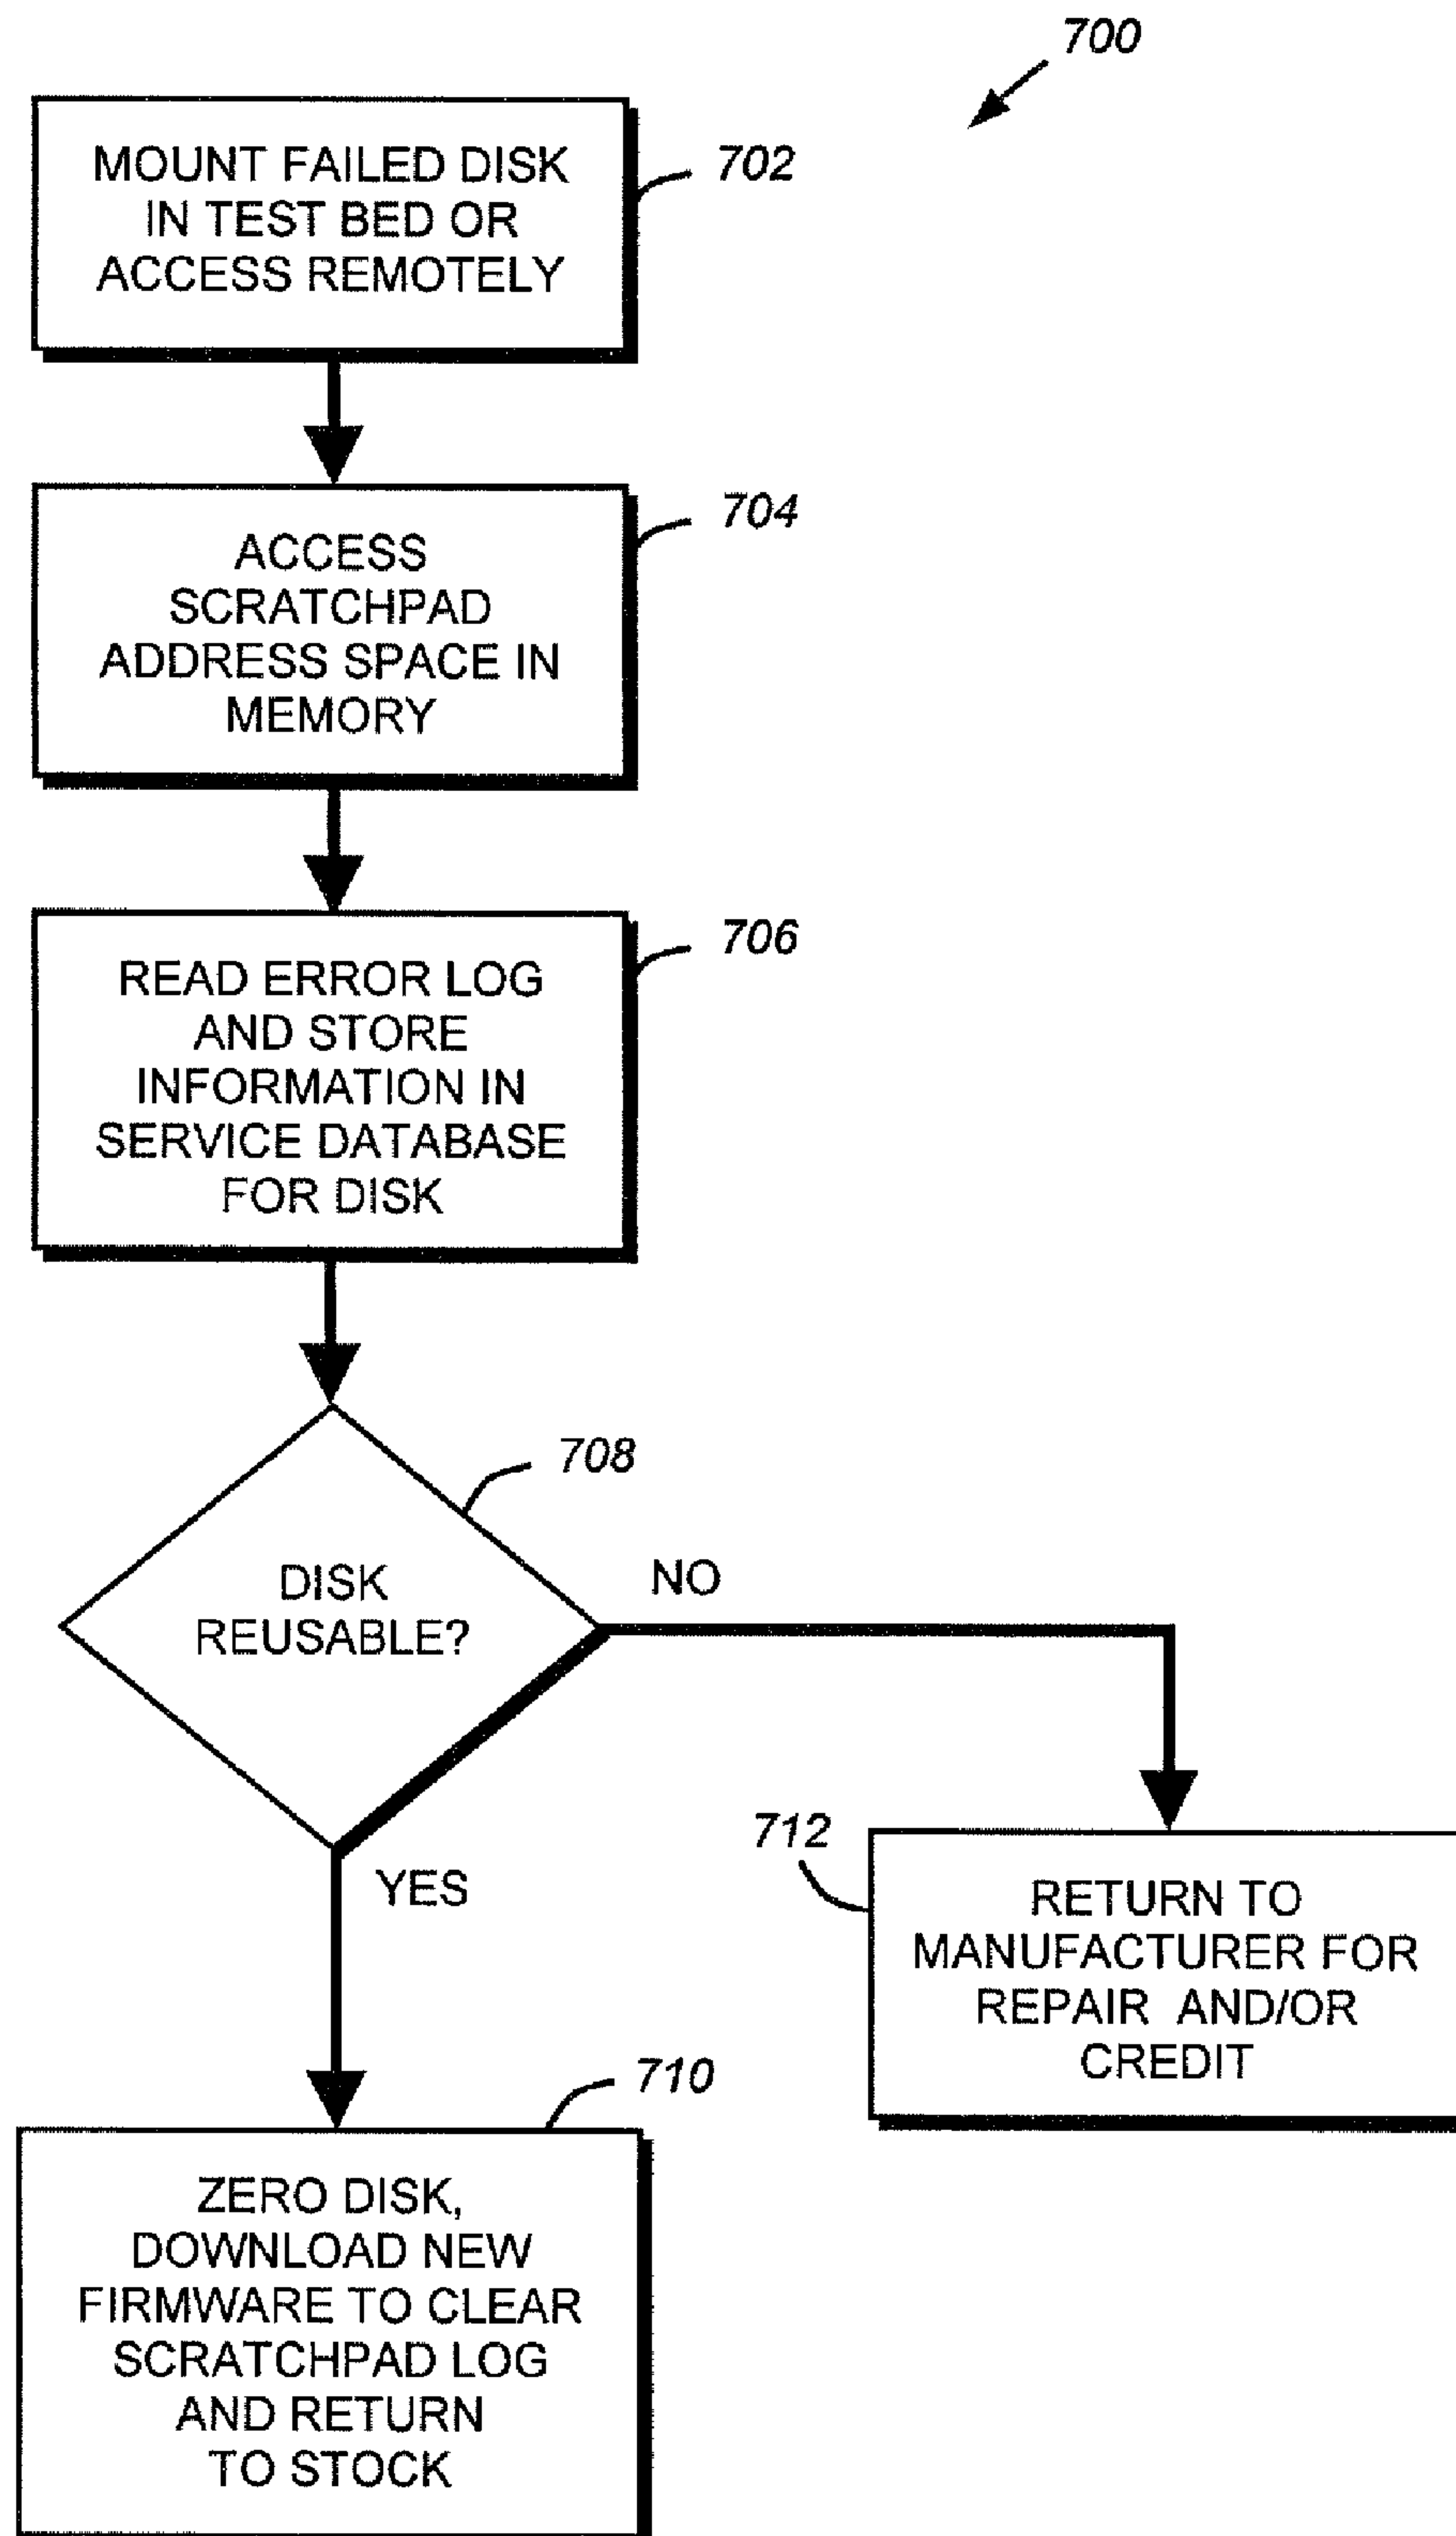 700
MOUNT FAILED DISK
IN TEST BED OR
ACCESS REMOTELY
702
ACCESS
SCRATCHPAD
ADDRESS SPACE IN
MEMORY
704
READ ERROR LOG
AND STORE
INFORMATION IN
SERVICE DATABASE
FOR DISK
706
DISK
REUSABLE?
708
NO
YES
712
RETURN TO
MANUFACTURER FOR
REPAIR AND/OR
CREDIT
710
ZERO DISK,
DOWNLOAD NEW
FIRMWARE TO CLEAR
SCRATCHPAD LOG
AND RETURN
TO STOCK